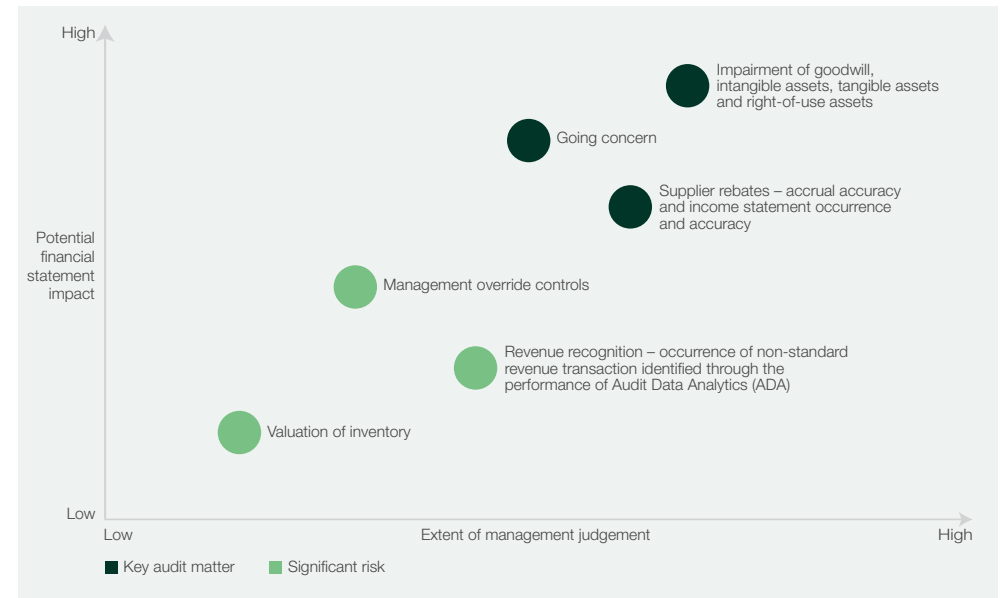 High
Impairment of goodwill,
intangible assets, tangible assets
and right-of-use assets
Going concern
Supplier rebates – accrual accuracy
and income statement occurrence
and accuracy
Potential
financial
statement
impact
Management override controls
Revenue recognition – occurrence of non-standard
revenue transaction identified through the
performance of Audit Data Analytics (ADA)
Valuation of inventory
Low
Low
Extent of management judgement
High
Key audit matter
Significant risk